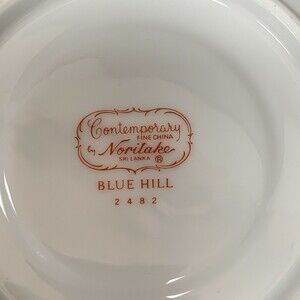 Contemporary
FINE CHINA
by Noritake
SRI LANKA ®
BLUE HILL
2482